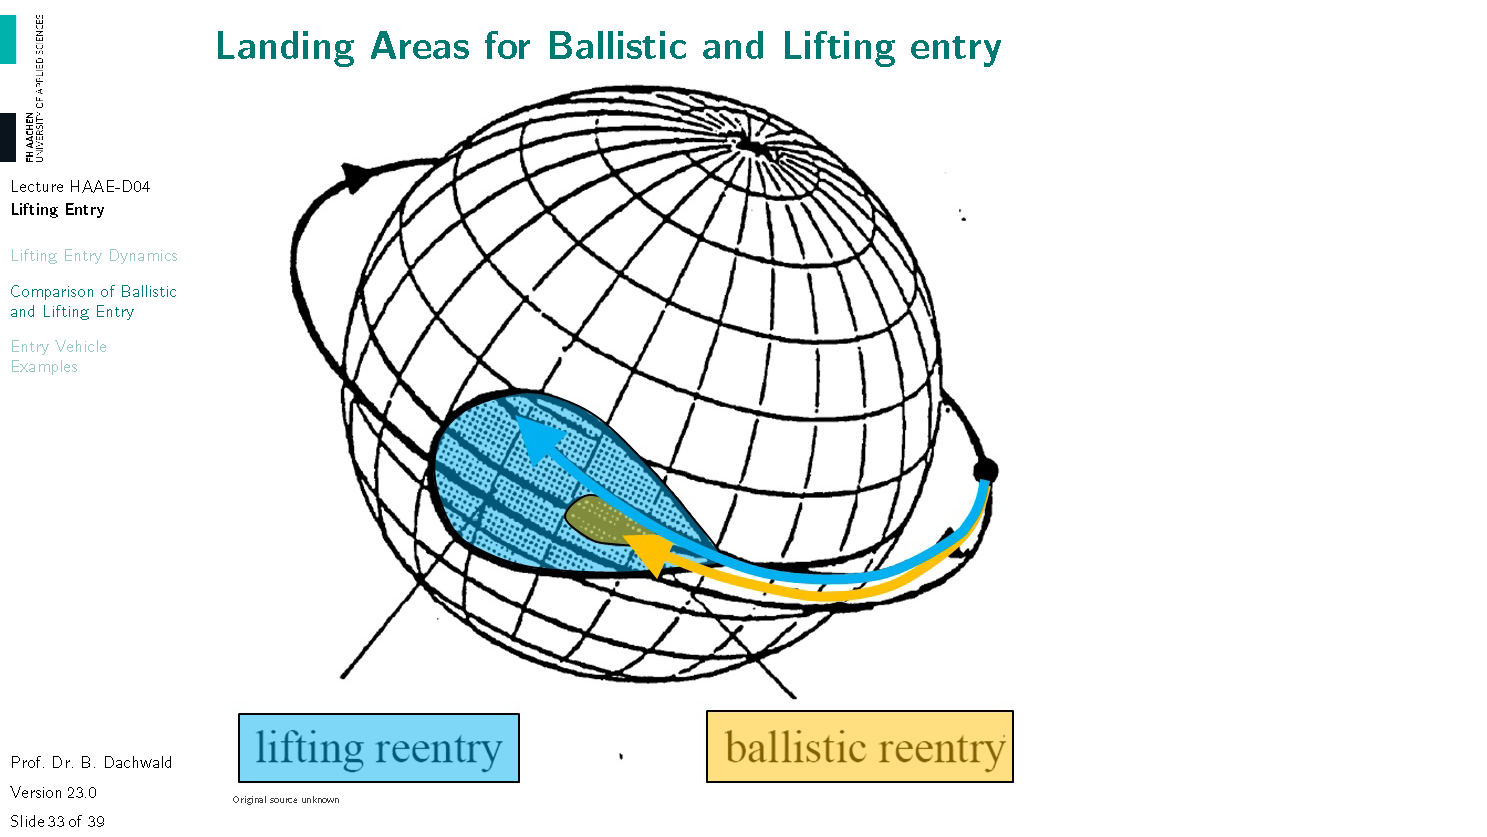 Landing Areas for Ballistic and Lifting entry
FH AACHEN
UNIVERSITY OF APPLIED SCIENCES
Lecture HAAE-D04
Lifting Entry
Lifting Entry Dynamics
Comparison of Ballistic
and Lifting Entry
Entry Vehicle
Examples
lifting reentry
ballistic reentry
Original source unknown
Prof. Dr. B. Dachwald
Version 23.0
Slide 33 of 39